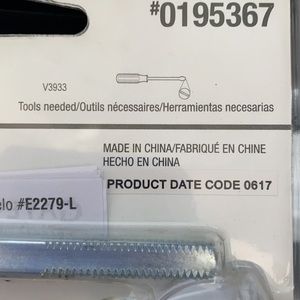 #0195367
V3933
Tools needed/Outils nécessaires/Herramientas necesarias
MADE IN CHINA/FABRIQUÉ EN CHINE
HECHO EN CHINA
PRODUCT DATE CODE 0617
elo #E2279-L